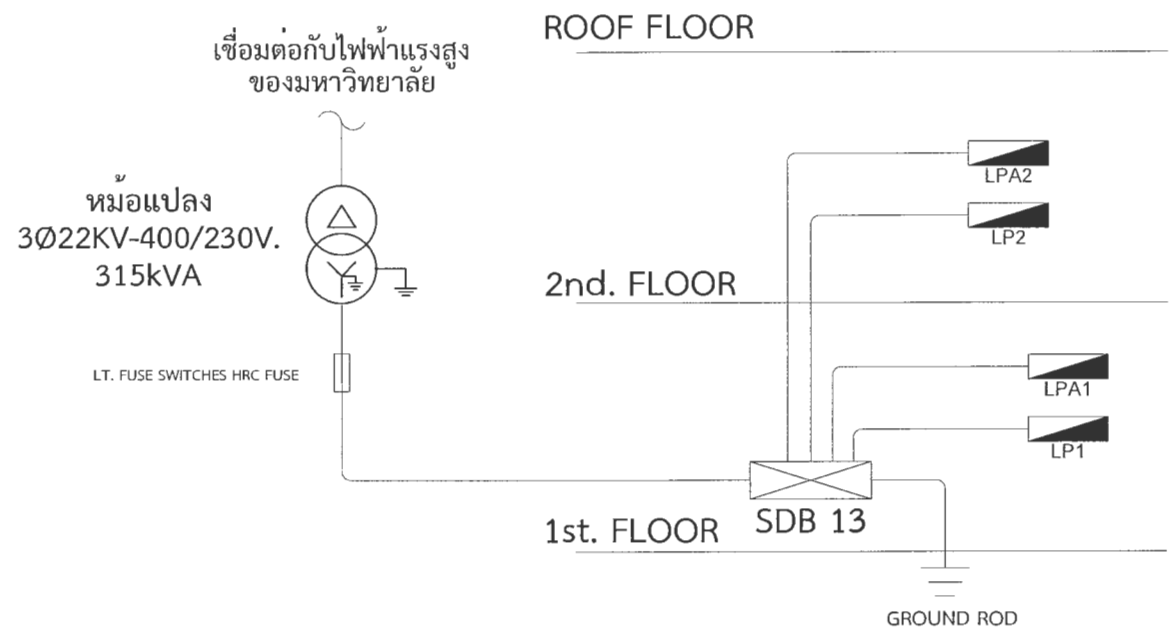 ROOF FLOOR
เชื่อมต่อกับไฟฟ้าแรงสูง
ของมหาวิทยาลัย
LPA2
หม้อแปลง
3Ø22KV-400/230V.
315kVA
LP2
2nd. FLOOR
LT. FUSE SWITCHES HRC FUSE
LPA1
LP1
SDB 13
1st. FLOOR
GROUND ROD